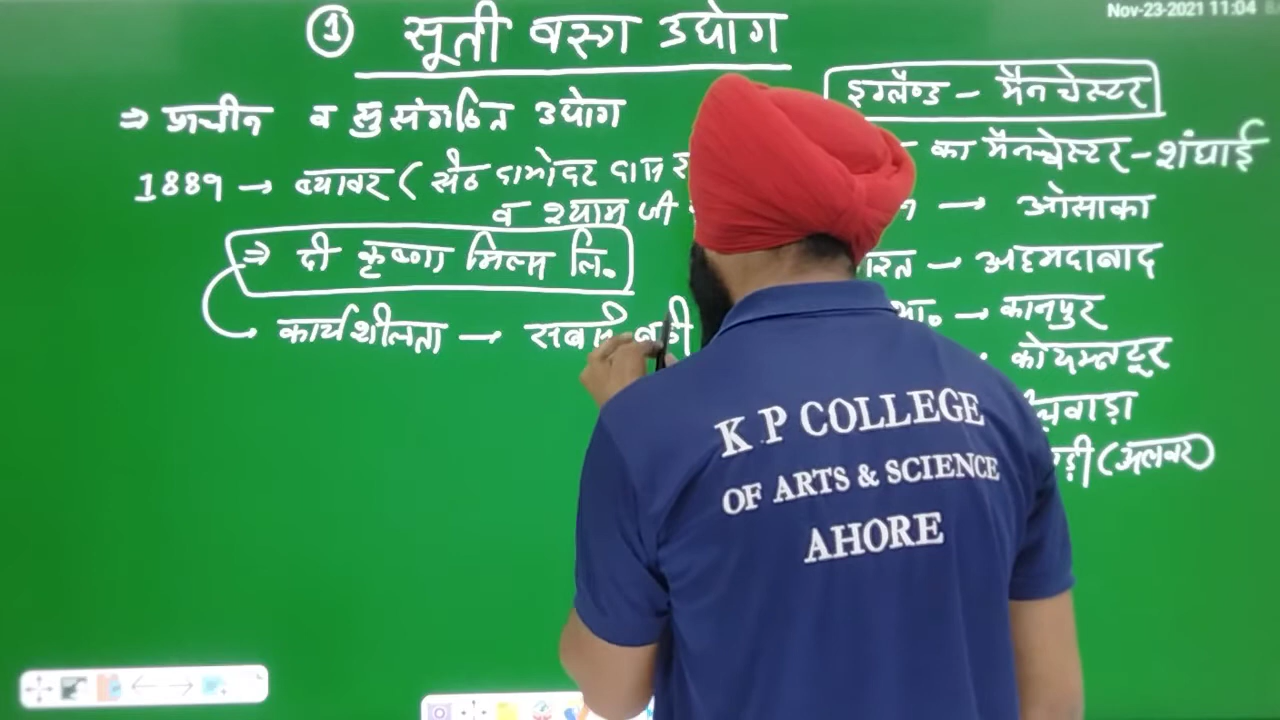 Nov-23-2021 11:04
① सूती वस्त्र उद्योग
⇒ प्राचीन व सुसंगठित उद्योग
1889 → ब्यावर ( सेठ दामोदर दास
व श्याम जी
⇒ दी कृष्णा मिल्स लि.
कार्यशीलता → सबसे बड़ी
इंग्लैण्ड - मैनचेस्टर
का मैनचेस्टर - शंघाई
→ ओसाका
→ अहमदाबाद
→ कानपुर
कोयम्बटूर
(अलवर)
K P COLLEGE
OF ARTS & SCIENCE
AHORE